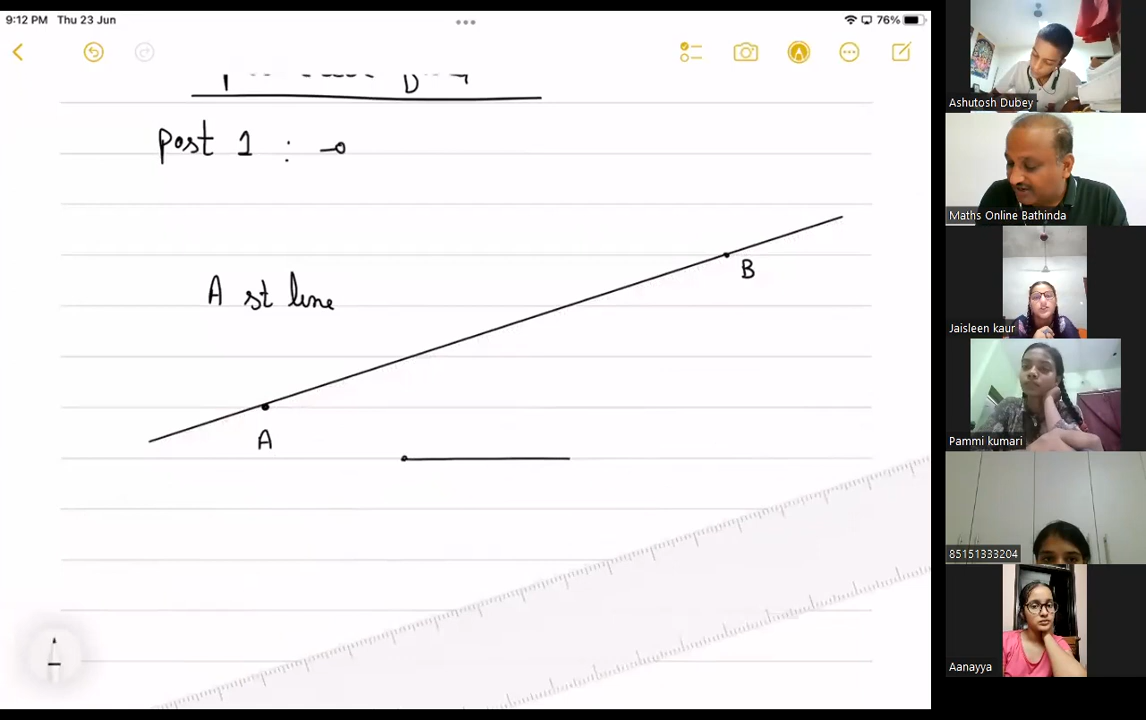 9:12 PM Thu 23 Jun
76%
Post 1 :
A st line
B
A
Ashutosh Dubey
Maths Online Bathinda
Jaisleen kaur
Pammi kumari
85151333204
Aanayya